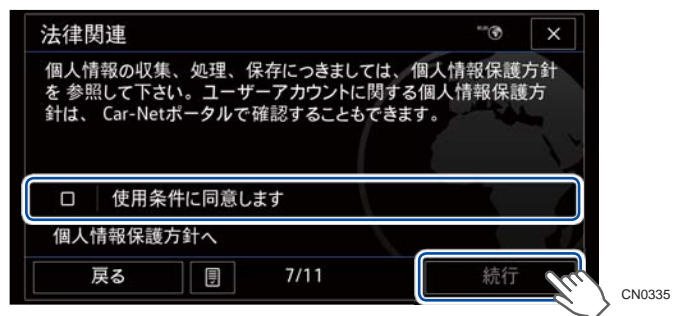 法律関連
個人情報の収集、処理、保存につきましては、個人情報保護方針
を 参照して下さい。ユーザーアカウントに関する個人情報保護方
針は、 Car-Netポータルで確認することもできます。
使用条件に同意します
個人情報保護方針へ
戻る 7/11 続行
CN0335